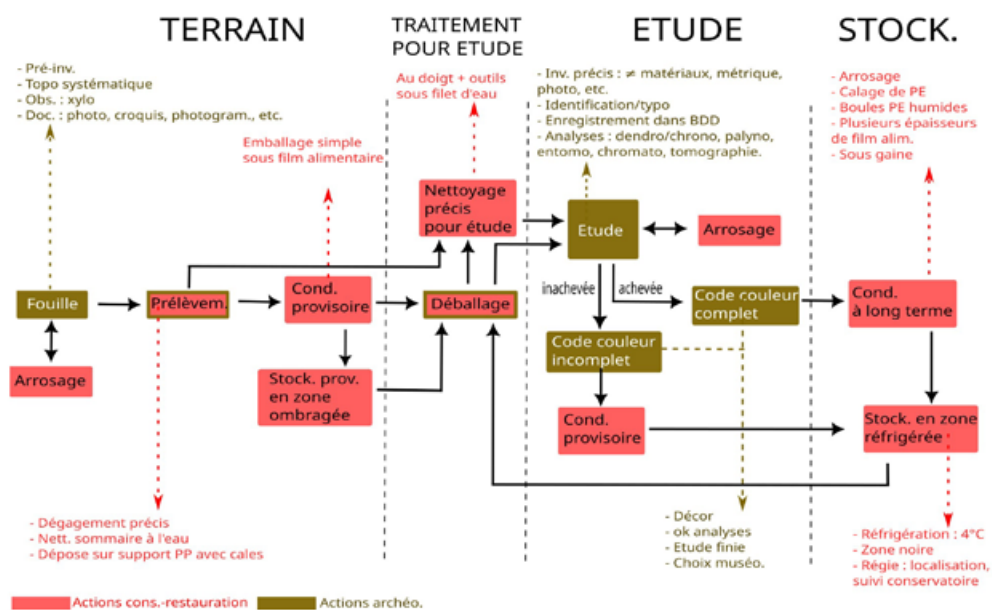 TERRAIN
TRAITEMENT
POUR ETUDE
ETUDE
STOCK.
- Pré-inv.
- Topo systématique
- Obs. : xylo
- Doc. : photo, croquis, photogram., etc.
Emballage simple
sous film alimentaire
Au doigt + outils
sous filet d'eau
- Inv. précis : ≠ matériaux, métrique,
photo, etc.
- Identification/typo
- Enregistrement dans BDD
- Analyses : dendro/chrono, palyno,
entomo, chromato, tomographie.
- Arrosage
- Calage de PE
- Boules PE humides
- Plusieurs épaisseurs
de film alim.
- Sous gaine
Nettoyage
précis
pour étude
Etude
Arrosage
Fouille
Prélèvem.
Cond.
provisoire
Déballage
inachevée
achevée
Code couleur
complet
Cond.
à long terme
Arrosage
Stock. prov.
en zone
ombragée
Code couleur
incomplet
Cond.
provisoire
Stock. en zone
réfrigérée
- Dégagement précis
- Nett. sommaire à l'eau
- Dépose sur support PP avec cales
- Décor
- ok analyses
- Etude finie
- Choix muséo.
- Réfrigération : 4°C
- Zone noire
- Régie : localisation,
suivi conservatoire
Actions cons.-restauration
Actions archéo.